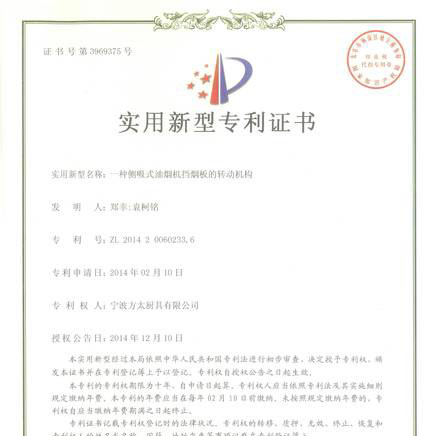 证书号第3969375号
实用新型专利证书
实用新型名称：一种侧吸式油烟机挡烟板的转动机构
发 明 人：郑幸;袁柯铭
专 利 号：ZL 2014 2 0060233.6
专利申请日：2014年02月10日
专 利 权 人：宁波方太厨具有限公司
授权公告日：2014年12月10日
本实用新型经过本局依照中华人民共和国专利法进行初步审查，决定授予专利权，颁
发本证书并在专利登记簿上予以登记。专利权自授权公告之日起生效。
本专利的专利权期限为十年，自申请日起算。专利权人应当依照专利法及其实施细则
规定缴纳年费。本专利的年费应当在每年02月10日前缴纳。未按照规定缴纳年费的，专
利权自应当缴纳年费期满之日起终止。
专利证书记载专利权登记时的法律状况。专利权的转移、质押、无效、终止、恢复和